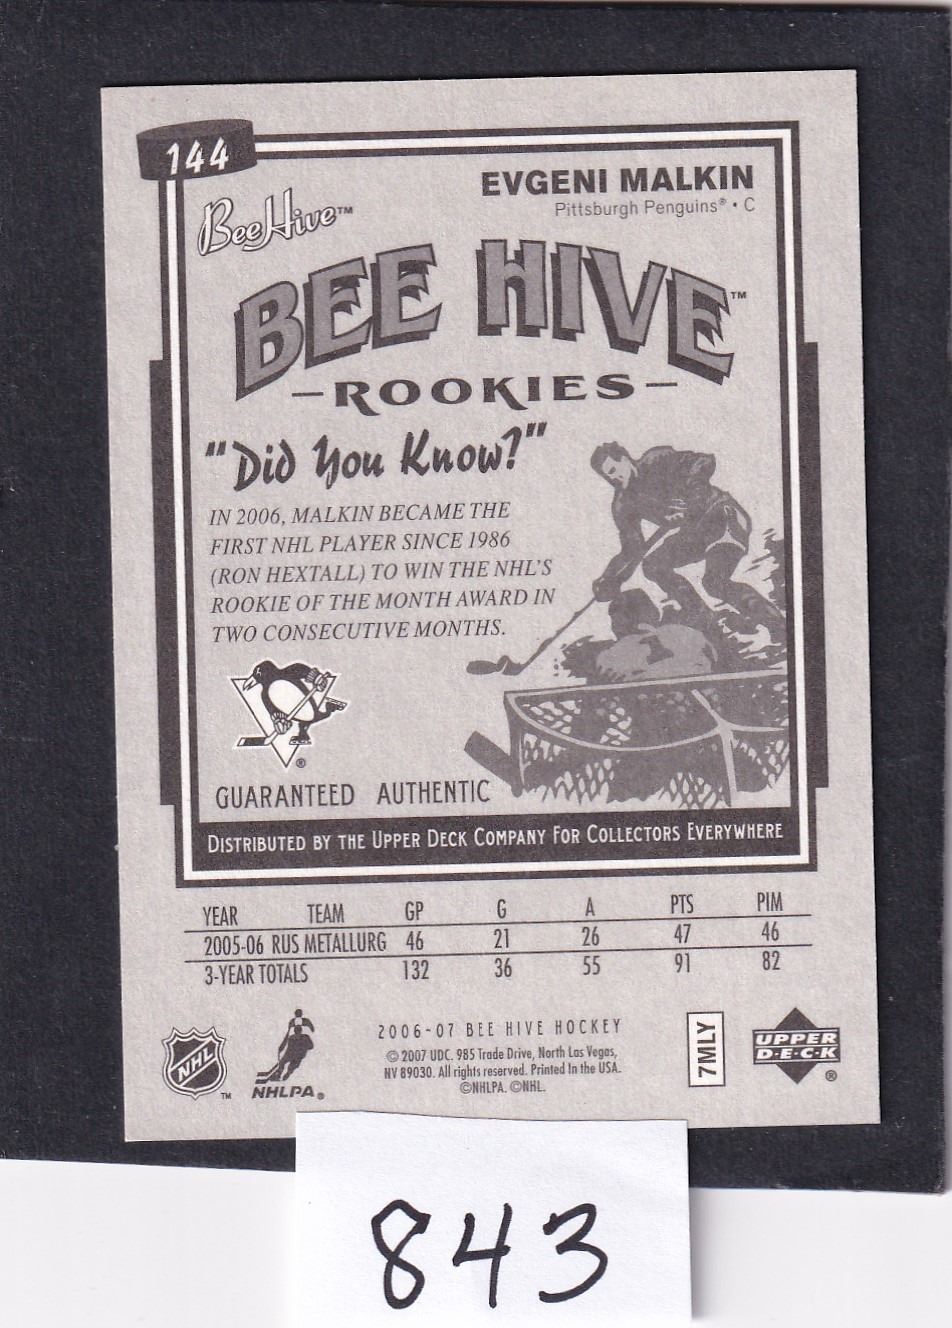 144
EVGENI MALKIN
Pittsburgh Penguins® • C
BeeHive™
BEE HIVE™
-ROOKIES-
"Did You Know?"
IN 2006, MALKIN BECAME THE
FIRST NHL PLAYER SINCE 1986
(RON HEXTALL) TO WIN THE NHL'S
ROOKIE OF THE MONTH AWARD IN
TWO CONSECUTIVE MONTHS.
®
GUARANTEED AUTHENTIC
DISTRIBUTED BY THE UPPER DECK COMPANY FOR COLLECTORS EVERYWHERE
YEAR TEAM GP G A PTS PIM
2005-06 RUS METALLURG 46 21 26 47 46
3-YEAR TOTALS 132 36 55 91 82
2006-07 BEE HIVE HOCKEY
© 2007 UDC. 985 Trade Drive, North Las Vegas,
NV 89030. All rights reserved. Printed In the USA.
©NHLPA. ©NHL.
NHL™
NHLPA®
7MLY
UPPER
D·E·C·K®
843